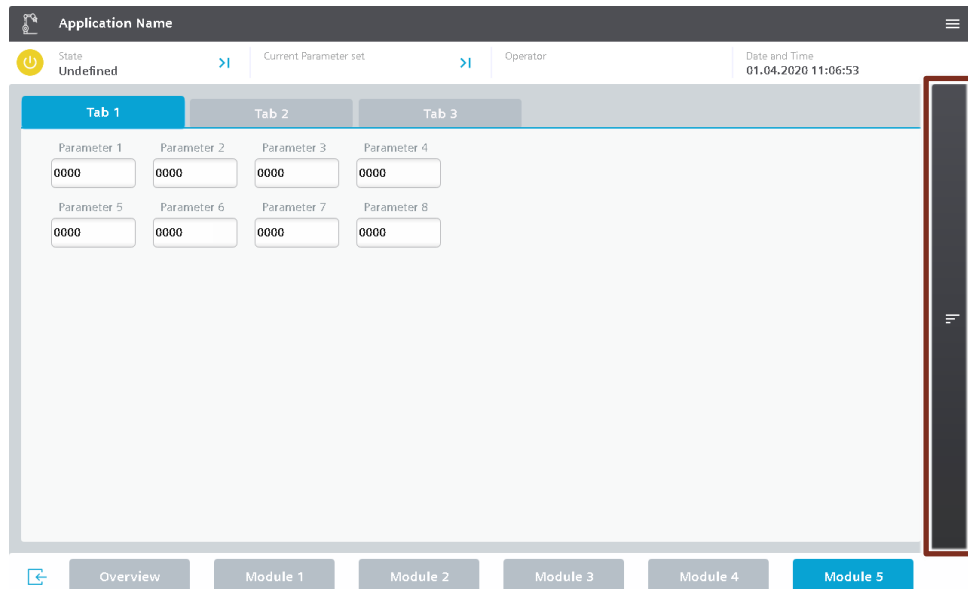 Application Name
State
Undefined
Current Parameter set
Operator
Date and Time
01.04.2020 11:06:53
Tab 1 Tab 2 Tab 3
Parameter 1 Parameter 2 Parameter 3 Parameter 4
0000 0000 0000 0000
Parameter 5 Parameter 6 Parameter 7 Parameter 8
0000 0000 0000 0000
Overview Module 1 Module 2 Module 3 Module 4 Module 5